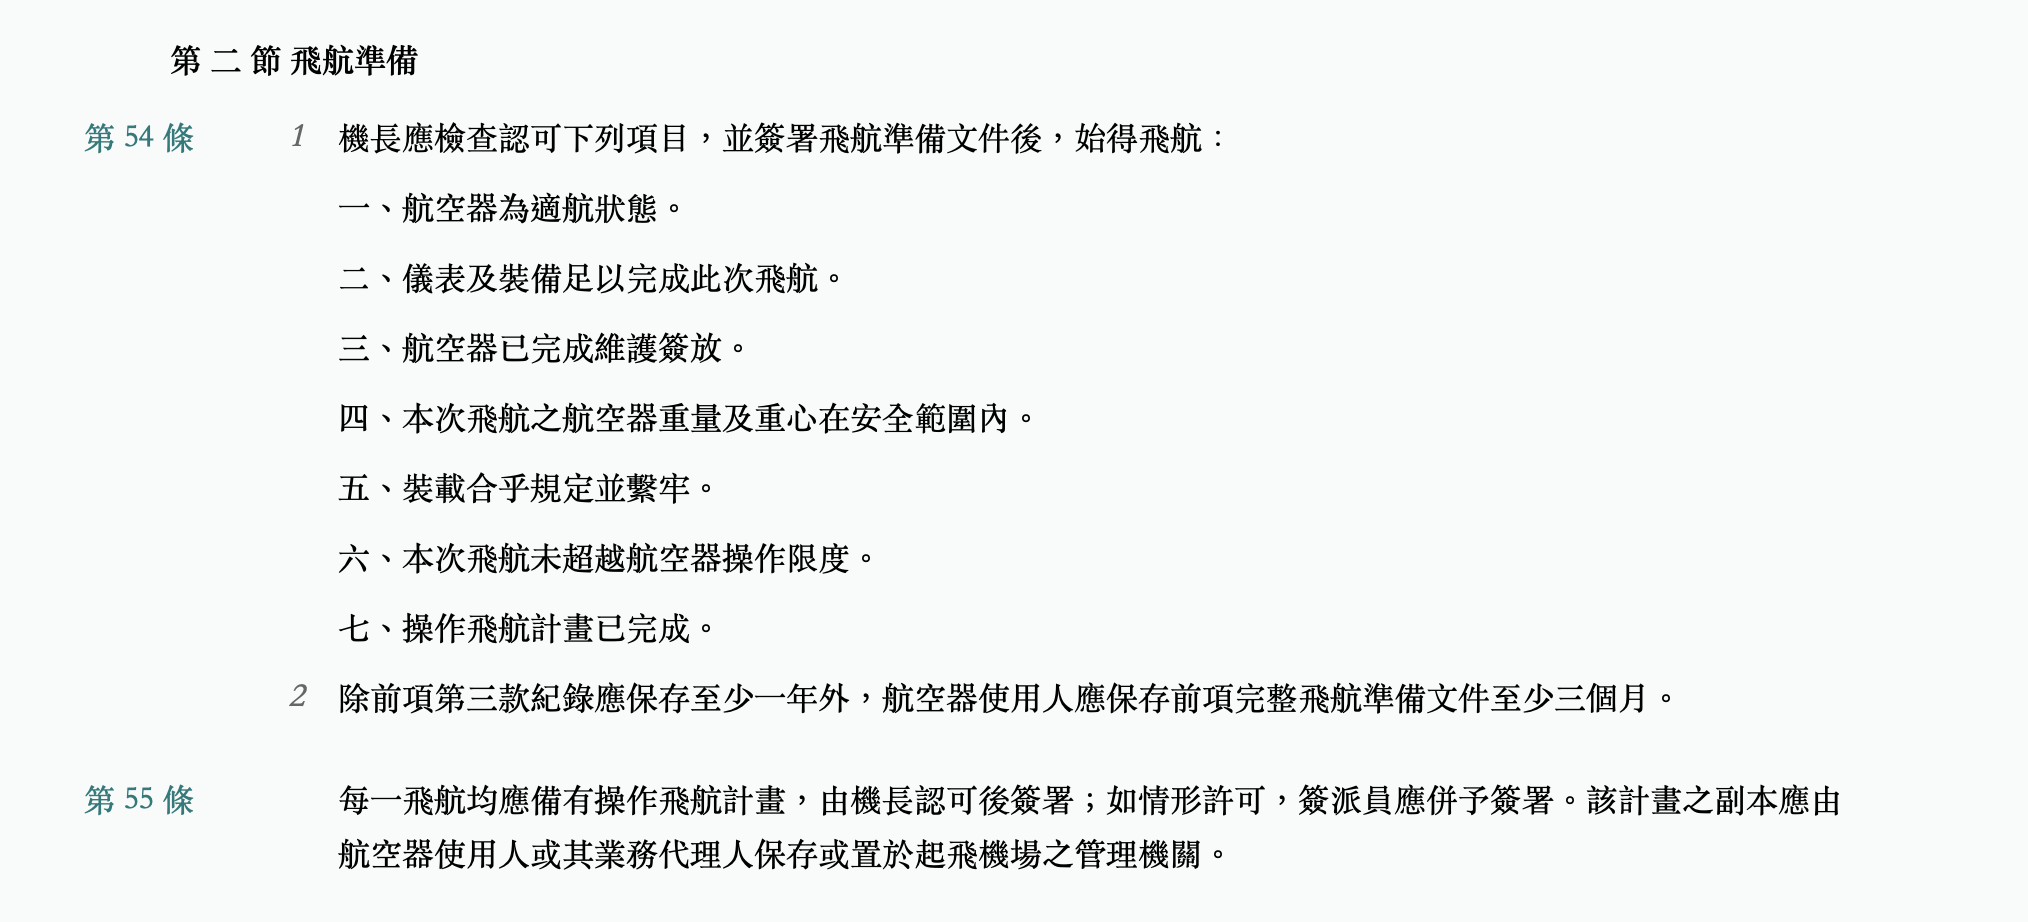 第 二 節 飛航準備
第 54 條 1 機長應檢查認可下列項目，並簽署飛航準備文件後，始得飛航：
一、航空器為適航狀態。
二、儀表及裝備足以完成此次飛航。
三、航空器已完成維護簽放。
四、本次飛航之航空器重量及重心在安全範圍內。
五、裝載合乎規定並繫牢。
六、本次飛航未超越航空器操作限度。
七、操作飛航計畫已完成。
2 除前項第三款紀錄應保存至少一年外，航空器使用人應保存前項完整飛航準備文件至少三個月。
第 55 條 每一飛航均應備有操作飛航計畫，由機長認可後簽署；如情形許可，簽派員應併予簽署。該計畫之副本應由
航空器使用人或其業務代理人保存或置於起飛機場之管理機關。